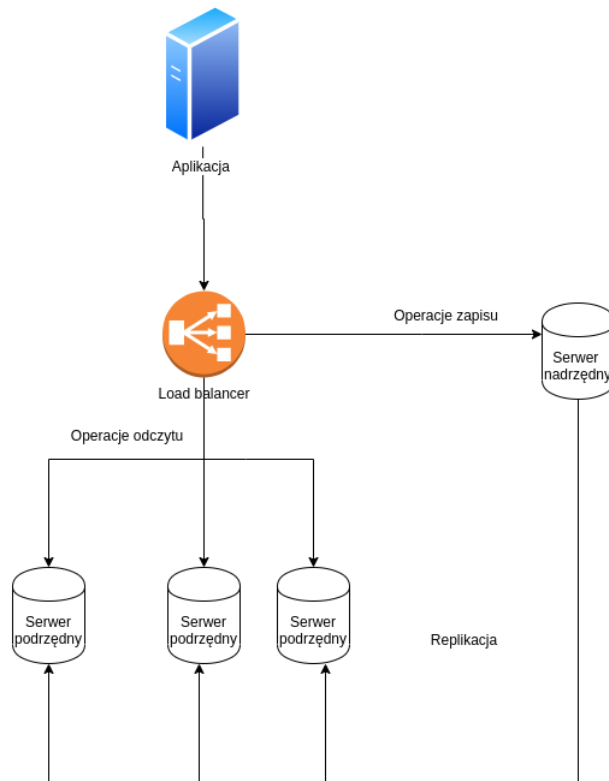 Aplikacja
Operacje zapisu
Serwer
nadrzędny
Load balancer
Operacje odczytu
Serwer
podrzędny
Serwer
podrzędny
Serwer
podrzędny
Replikacja